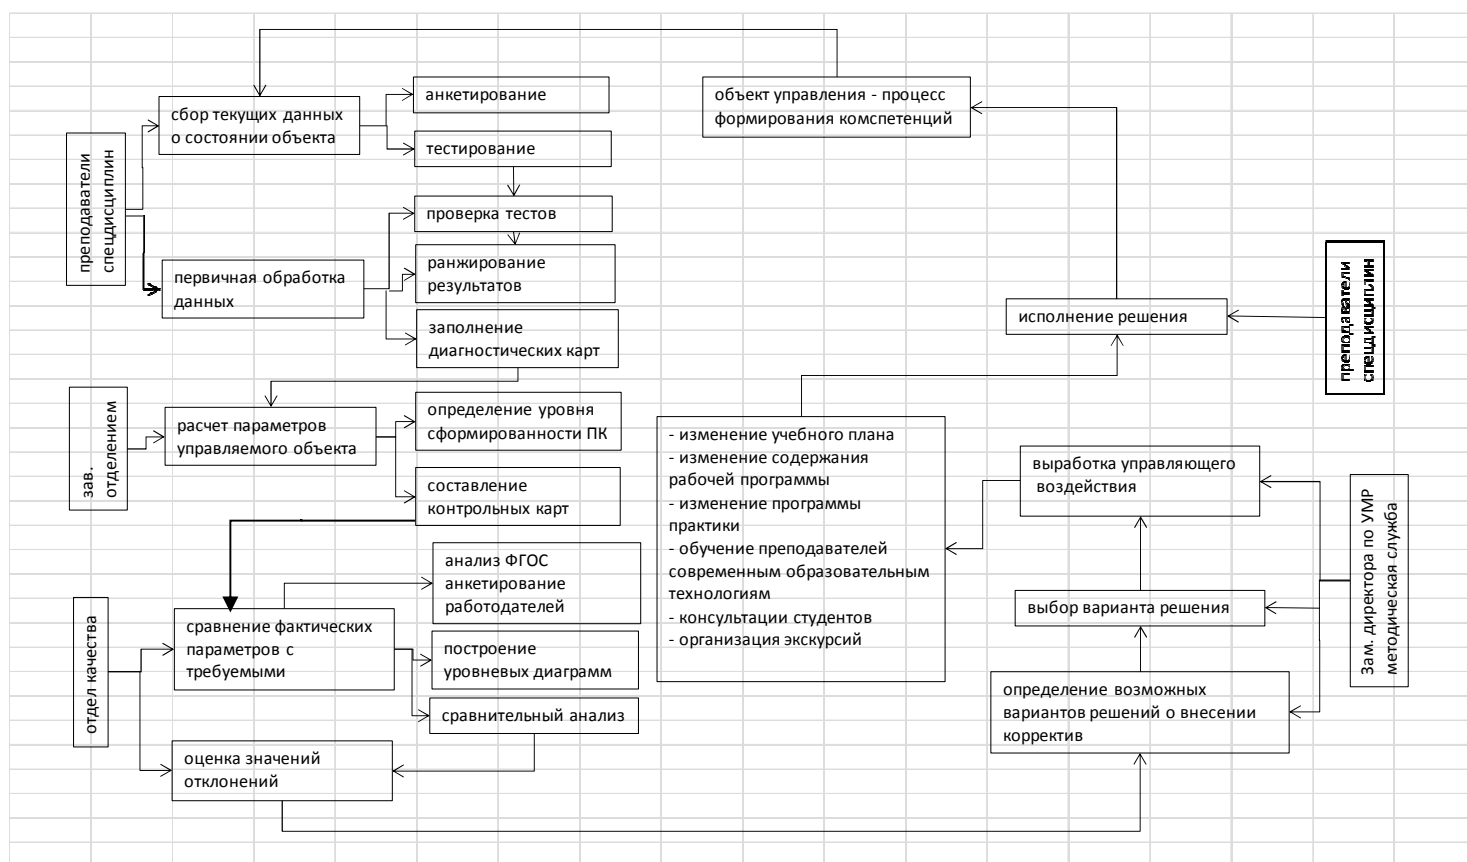 анкетирование
объект управления - процесс
формирования комспетенций
сбор текущих данных
о состоянии объекта
тестирование
преподаватели
спецдисциплин
проверка тестов
ранжирование
результатов
первичная обработка
данных
преподаватели
спецдисциплин
исполнение решения
заполнение
диагностических карт
зав.
отделением
расчет параметров
управляемого объекта
определение уровня
сформированности ПК
составление
контрольных карт
- изменение учебного плана
- изменение содержания
рабочей программы
- изменение программы
практики
- обучение преподавателей
современным образовательным
технологиям
- консультации студентов
- организация экскурсий
выработка управляющего
воздействия
Зам. директора по УМР
методическая служба
анализ ФГОС
анкетирование
работодателей
выбор варианта решения
отдел качества
сравнение фактических
параметров с
требуемыми
построение
уровневых диаграмм
сравнительный анализ
определение возможных
вариантов решений о внесении
корректив
оценка значений
отклонений